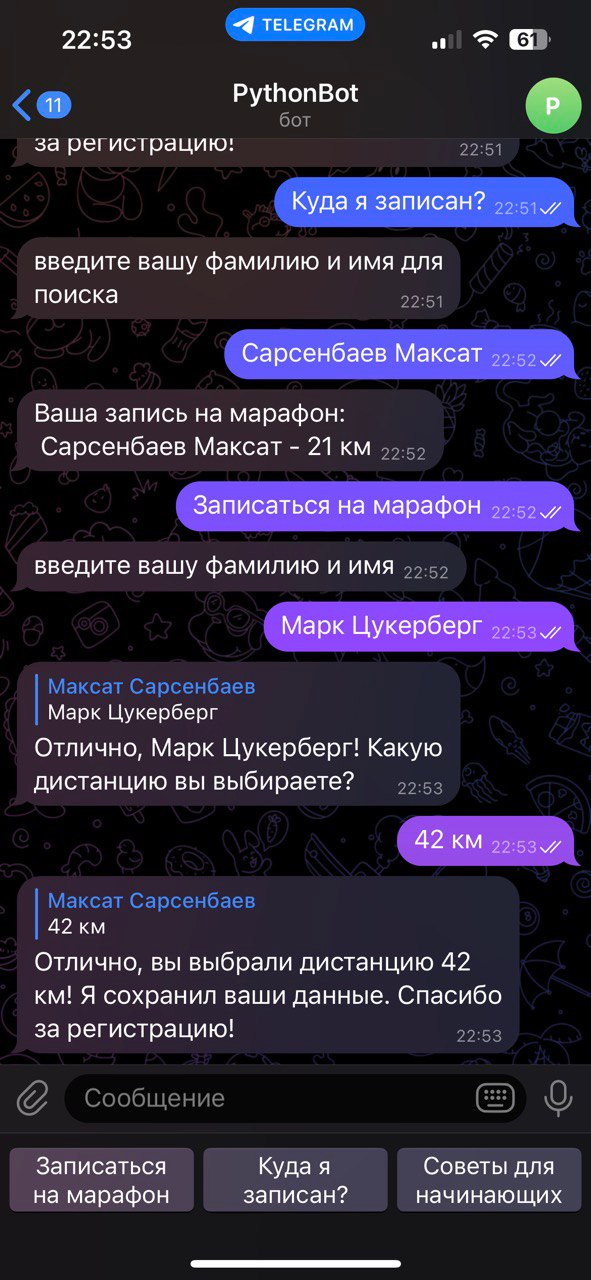 22:53
TELEGRAM
61
11
PythonBot
бот
P
за регистрацию!
22:51
Куда я записан?
22:51
введите вашу фамилию и имя для
поиска
22:51
Сарсенбаев Максат
22:52
Ваша запись на марафон:
Сарсенбаев Максат - 21 км
22:52
Записаться на марафон
22:52
введите вашу фамилию и имя
22:52
Марк Цукерберг
22:53
Максат Сарсенбаев
Марк Цукерберг
Отлично, Марк Цукерберг! Какую
дистанцию вы выбираете?
22:53
42 км
22:53
Максат Сарсенбаев
42 км
Отлично, вы выбрали дистанцию 42
км! Я сохранил ваши данные. Спасибо
за регистрацию!
22:53
Сообщение
Записаться
на марафон
Куда я
записан?
Советы для
начинающих